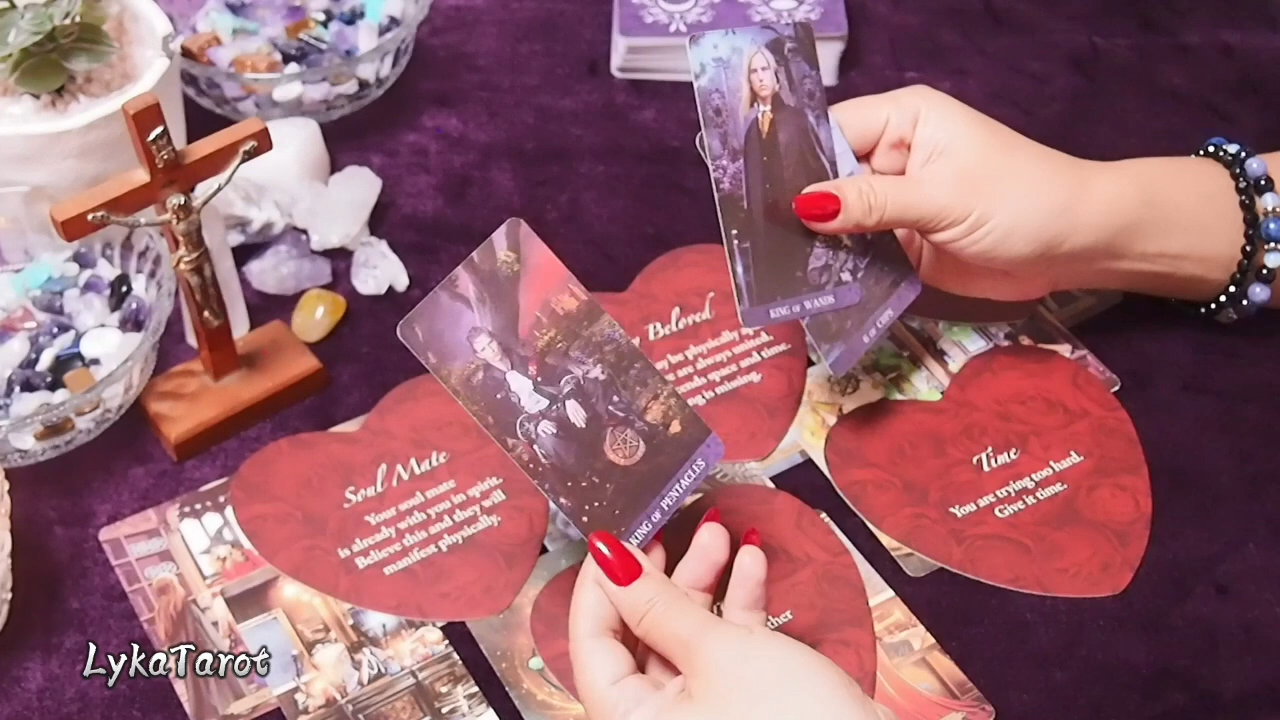 KING OF WANDS
6 OF CUPS
Beloved
may be physically
are always united.
space and time.
is missing.
KING OF PENTACLES
Soul Mate
Your soul mate
is already with you in spirit.
Believe this and they will
manifest physically.
Time
You are trying too hard.
Give it time.
LykaTarot